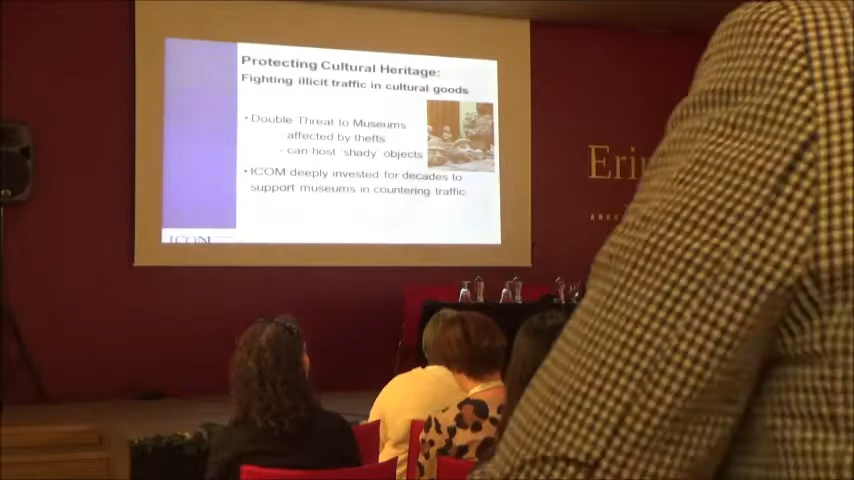 Protecting Cultural Heritage:
Fighting illicit traffic in cultural goods
• Double Threat to Museums
affected by thefts
- can host 'shady' objects
• ICOM deeply invested for decades to
support museums in countering traffic
ICOM
Erin